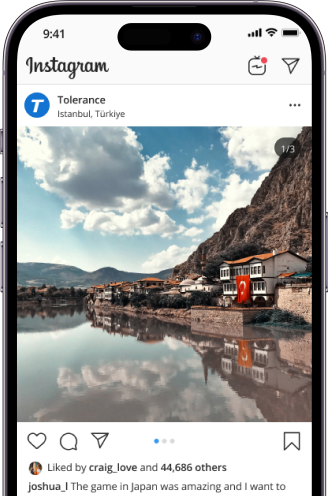 9:41
Instagram
T Tolerance
Istanbul, Türkiye
1/3
Liked by craig_love and 44,686 others
joshua_l The game in Japan was amazing and I want to